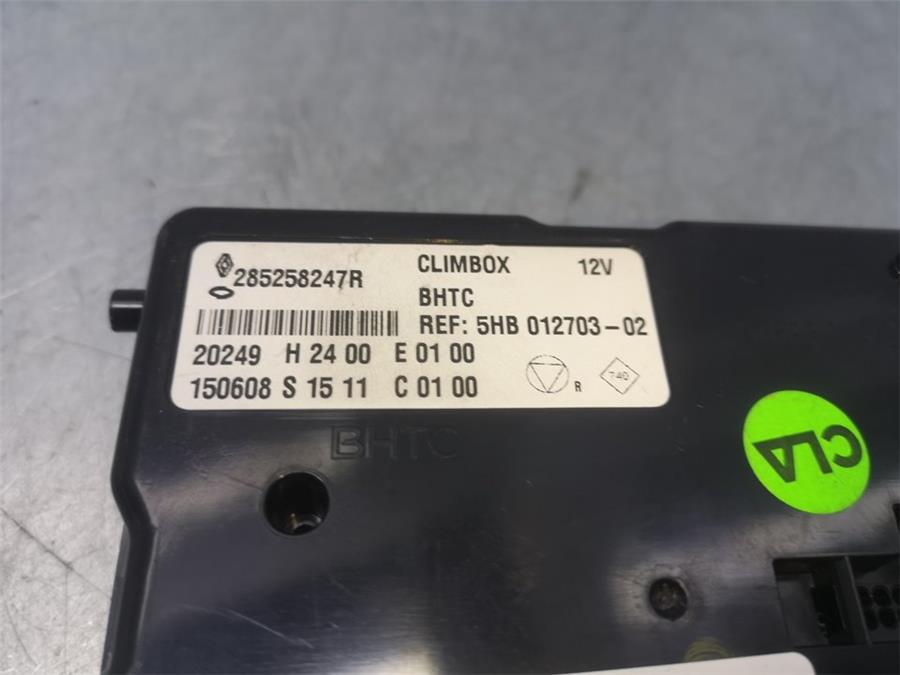 285258247R CLIMBOX 12V
BHTC
REF: 5HB 012703-02
20249 H 24 00 E 01 00
150608 S 15 11 C 01 00
R
740
BHTC
CLA